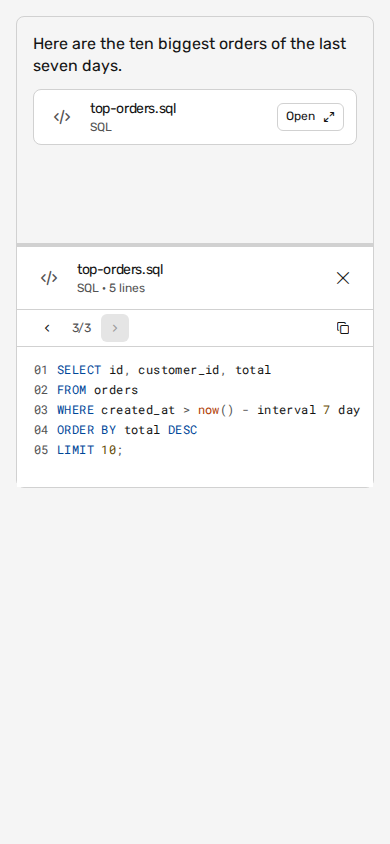 Here are the ten biggest orders of the last
seven days.
top-orders.sql
SQL
Open
top-orders.sql
SQL • 5 lines
3/3
01 SELECT id, customer_id, total
02 FROM orders
03 WHERE created_at > now() - interval 7 day
04 ORDER BY total DESC
05 LIMIT 10;